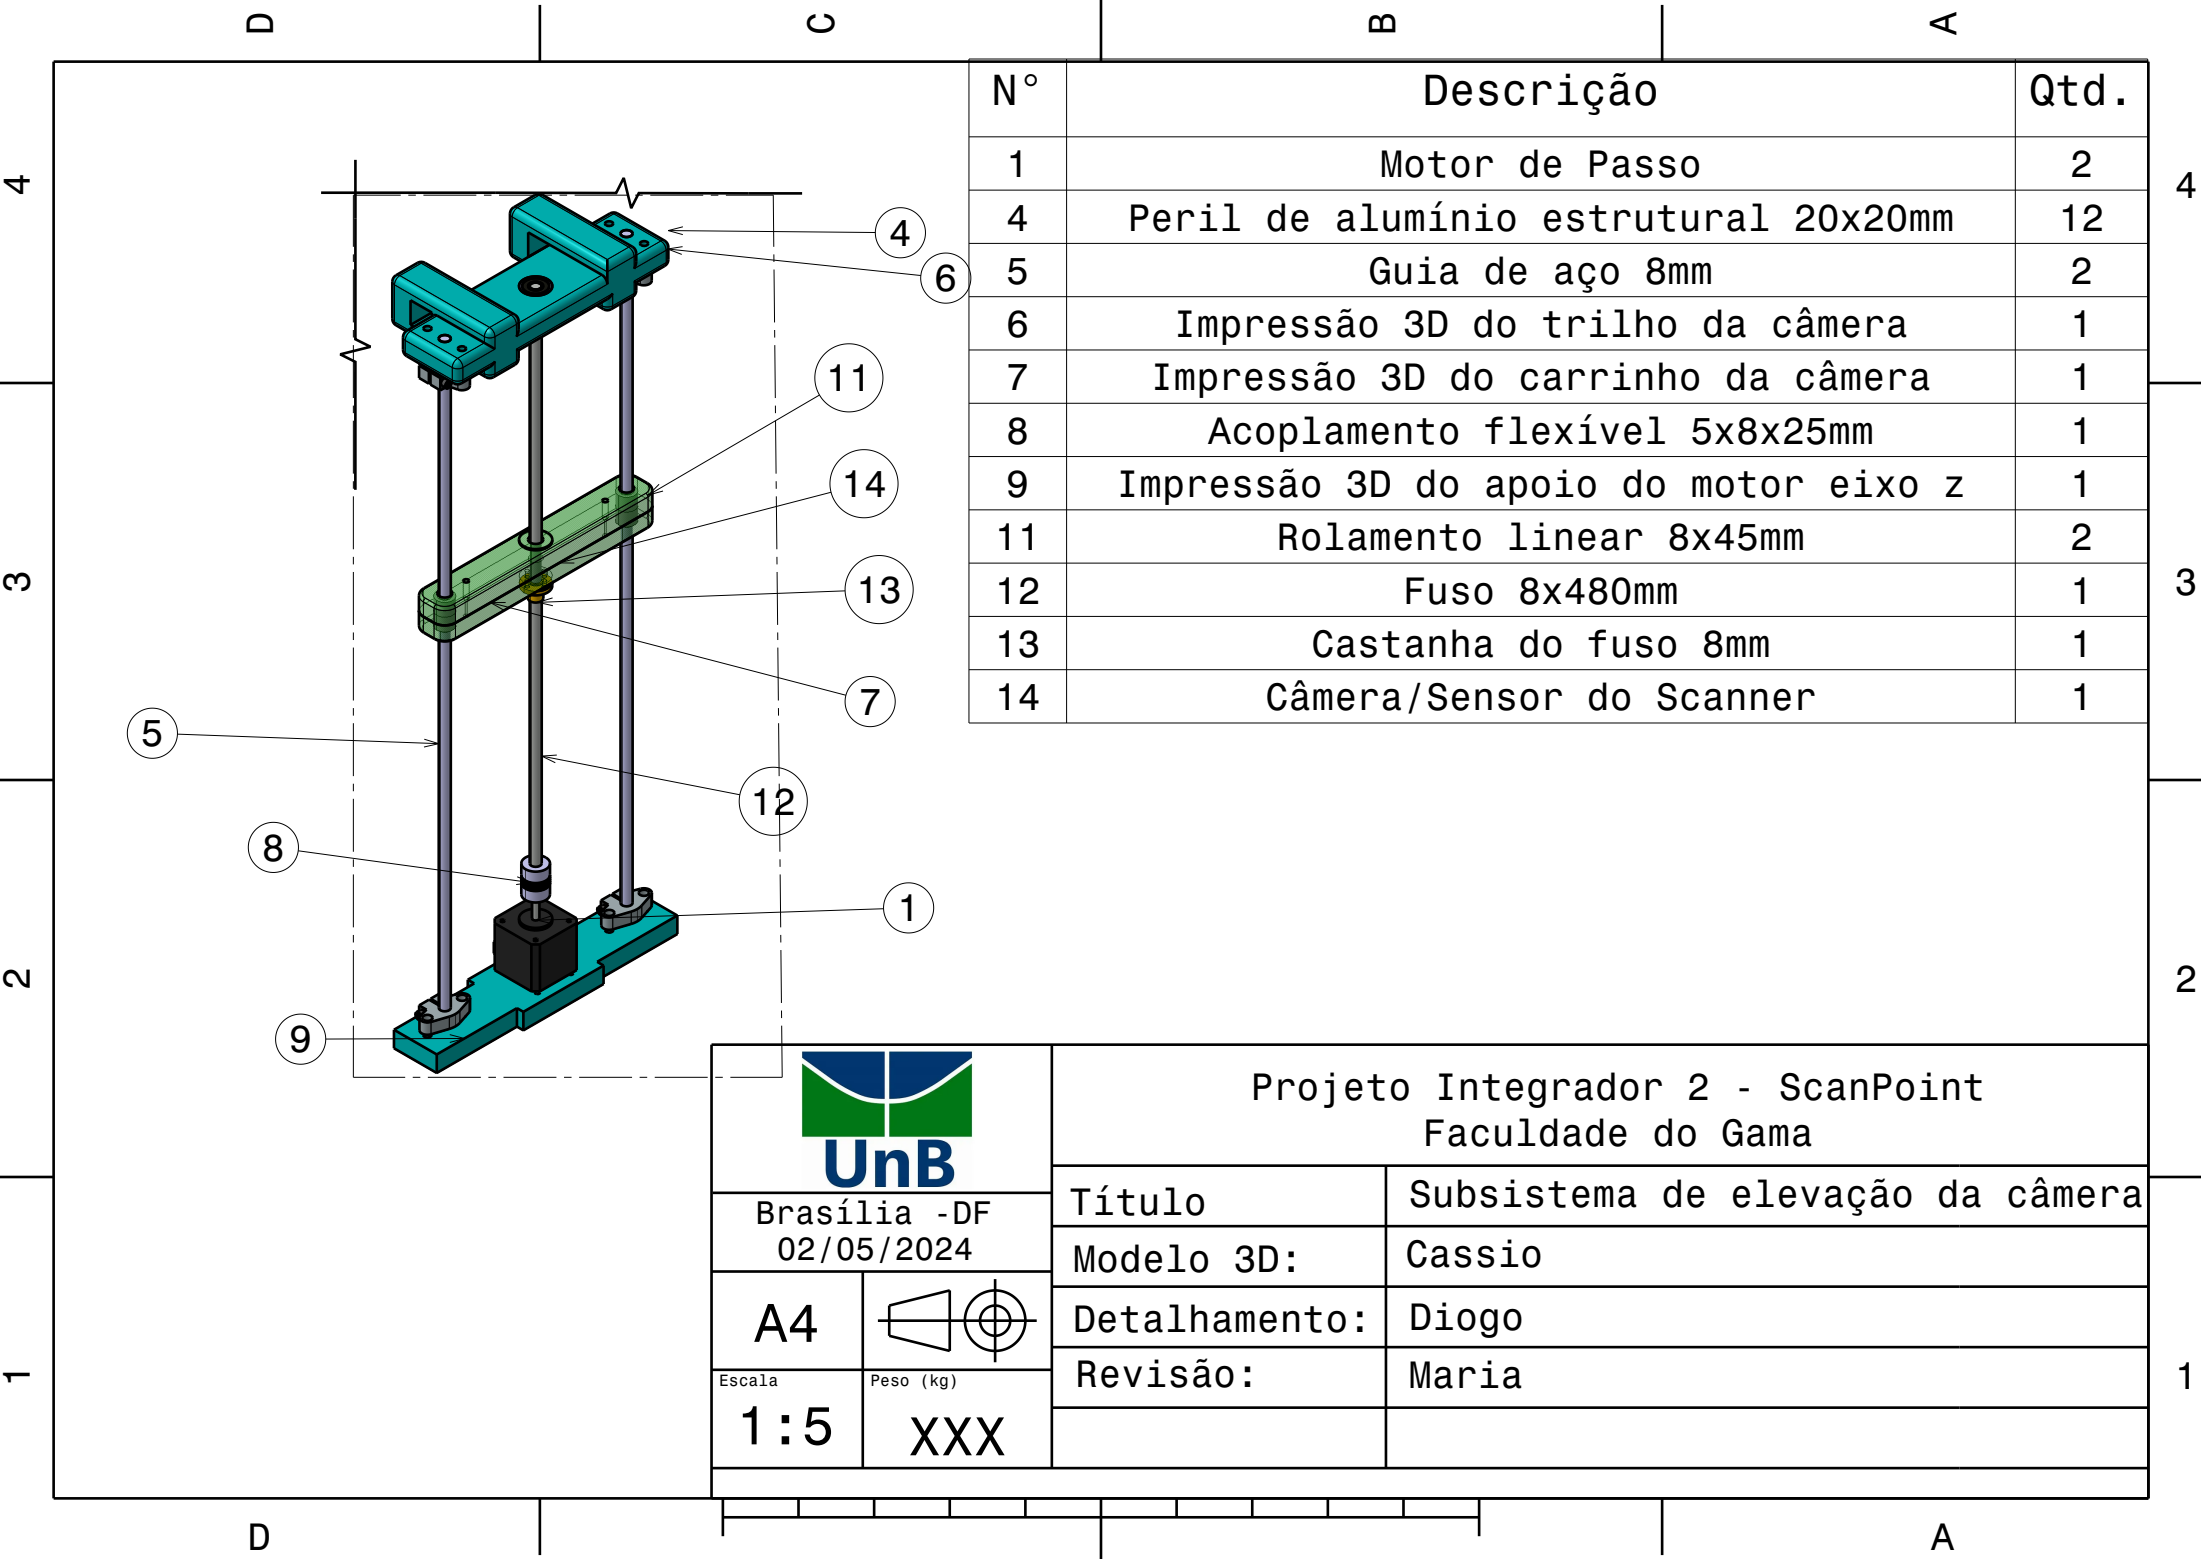 D C B A
N° Descrição Qtd.
1 Motor de Passo 2
4 Peril de alumínio estrutural 20x20mm 12
5 Guia de aço 8mm 2
6 Impressão 3D do trilho da câmera 1
7 Impressão 3D do carrinho da câmera 1
8 Acoplamento flexível 5x8x25mm 1
9 Impressão 3D do apoio do motor eixo z 1
11 Rolamento linear 8x45mm 2
12 Fuso 8x480mm 1
13 Castanha do fuso 8mm 1
14 Câmera/Sensor do Scanner 1
4 4
3 3
2 2
1 1
4
6
11
14
13
7
5
12
8
1
9
UnB
Brasília -DF
02/05/2024
A4
Escala
1:5
Peso (kg)
XXX
Projeto Integrador 2 - ScanPoint
Faculdade do Gama
Título Subsistema de elevação da câmera
Modelo 3D: Cassio
Detalhamento: Diogo
Revisão: Maria
D A